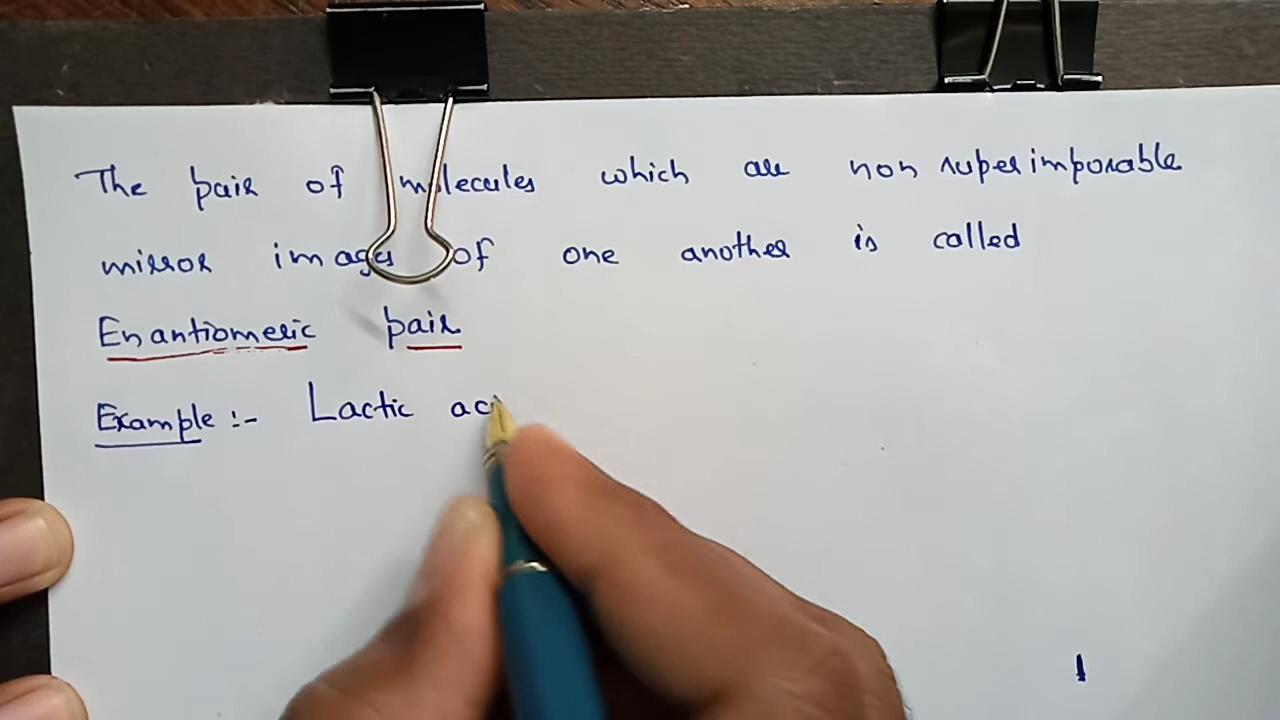 The pair of molecules which are non superimposable
mirror images of one another is called
Enantiomeric pair
Example :- Lactic ac